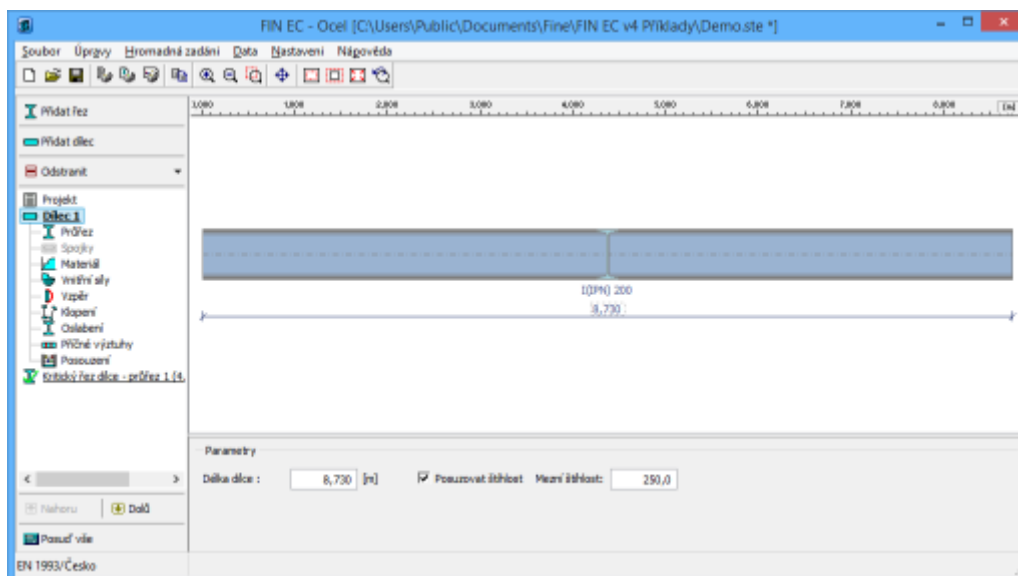 FIN EC - Ocel [C:\Users\Public\Documents\Fine\FIN EC v4 Příklady\Demo.ste *]
Soubor Úpravy Hromadná zadání Data Nastavení Nápověda
Přidat řez
Přidat dílec
Odstranit
Projekt
Dílec 1
Průřez
Spojky
Materiál
Vnitřní síly
Vzpěr
Klopení
Oslabení
Příčné výztuhy
Posouzení
Kritický řez dílce - průřez 1 (4.
Nahoru Dolů
Posuď vše
EN 1993/Česko
1,000 2,000 3,000 4,000 5,000 6,000 7,000 8,000 [m]
I(IPN) 200
8,730
Parametry
Délka dílce : 8,730 [m] Posuzovat štíhlost Mezní štíhlost: 250,0